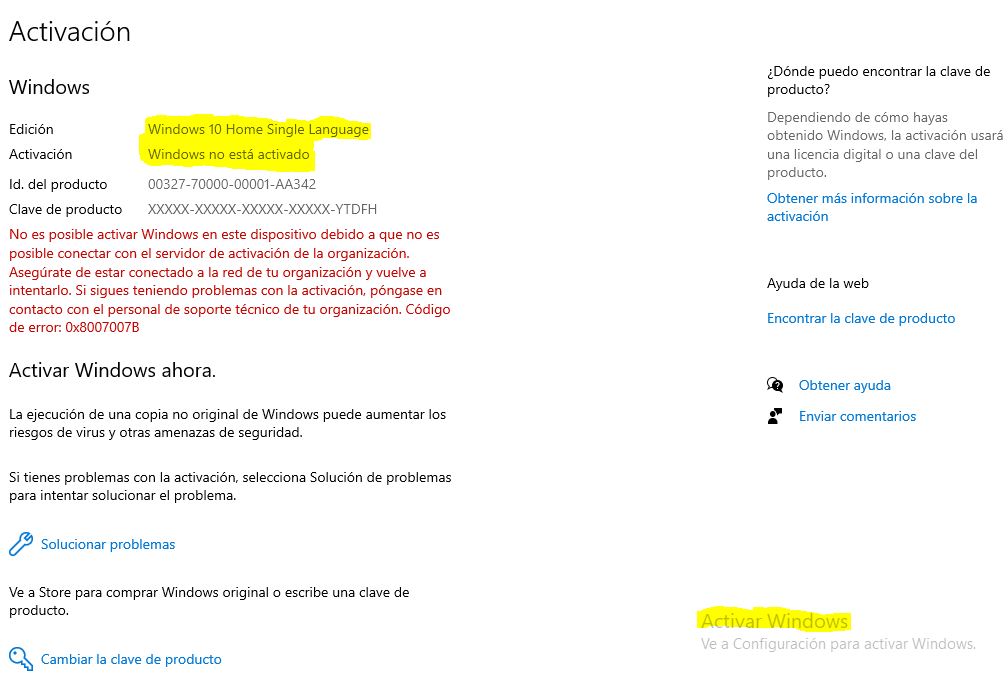 Activación
Windows
Edición Windows 10 Home Single Language
Activación Windows no está activado
Id. del producto 00327-70000-00001-AA342
Clave de producto XXXXX-XXXXX-XXXXX-XXXXX-YTDFH
No es posible activar Windows en este dispositivo debido a que no es
posible conectar con el servidor de activación de la organización.
Asegúrate de estar conectado a la red de tu organización y vuelve a
intentarlo. Si sigues teniendo problemas con la activación, póngase en
contacto con el personal de soporte técnico de tu organización. Código
de error: 0x8007007B
Activar Windows ahora.
La ejecución de una copia no original de Windows puede aumentar los
riesgos de virus y otras amenazas de seguridad.
Si tienes problemas con la activación, selecciona Solución de problemas
para intentar solucionar el problema.
Solucionar problemas
Ve a Store para comprar Windows original o escribe una clave de
producto.
Cambiar la clave de producto
¿Dónde puedo encontrar la clave de
producto?
Dependiendo de cómo hayas
obtenido Windows, la activación usará
una licencia digital o una clave del
producto.
Obtener más información sobre la
activación
Ayuda de la web
Encontrar la clave de producto
Obtener ayuda
Enviar comentarios
Activar Windows
Ve a Configuración para activar Windows.